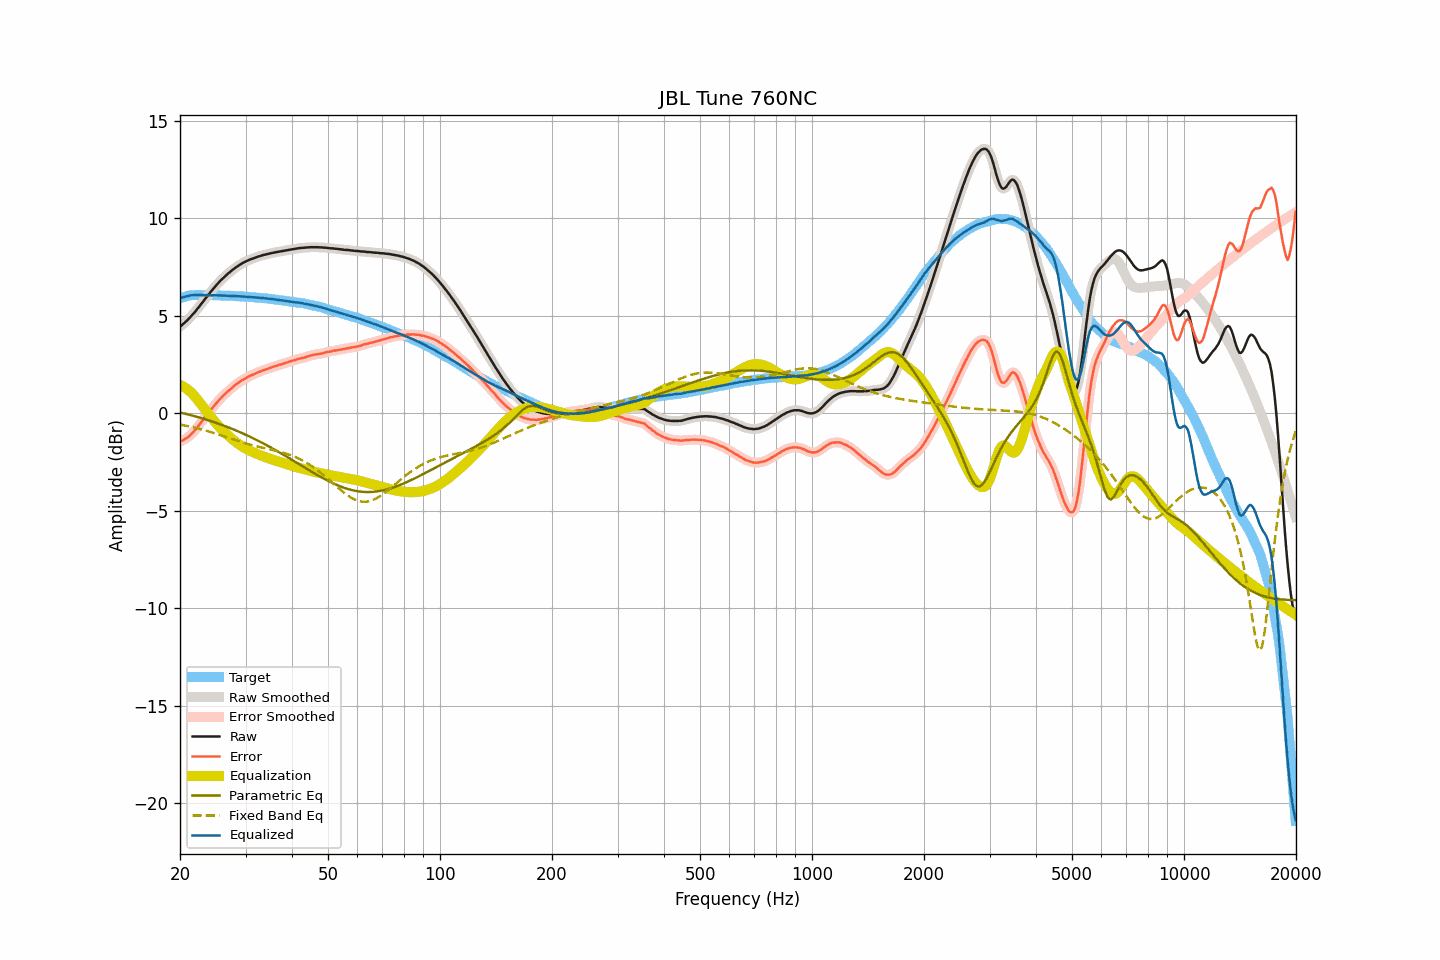 JBL Tune 760NC
Amplitude (dBr)
15
10
5
0
−5
−10
−15
−20
Target
Raw Smoothed
Error Smoothed
Raw
Error
Equalization
Parametric Eq
Fixed Band Eq
Equalized
20 50 100 200 500 1000 2000 5000 10000 20000
Frequency (Hz)